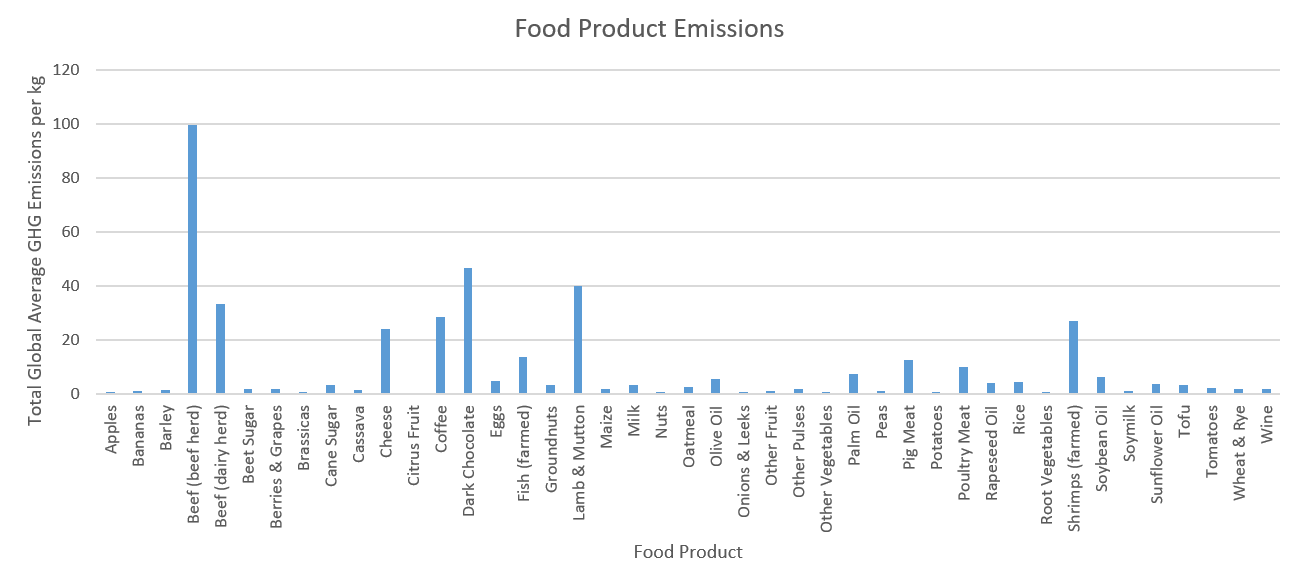 Food Product Emissions
Total Global Average GHG Emissions per kg
120
100
80
60
40
20
0
Apples
Bananas
Barley
Beef (beef herd)
Beef (dairy herd)
Beet Sugar
Berries & Grapes
Brassicas
Cane Sugar
Cassava
Cheese
Citrus Fruit
Coffee
Dark Chocolate
Eggs
Fish (farmed)
Groundnuts
Lamb & Mutton
Maize
Milk
Nuts
Oatmeal
Olive Oil
Onions & Leeks
Other Fruit
Other Pulses
Other Vegetables
Palm Oil
Peas
Pig Meat
Potatoes
Poultry Meat
Rapeseed Oil
Rice
Root Vegetables
Shrimps (farmed)
Soybean Oil
Soymilk
Sunflower Oil
Tofu
Tomatoes
Wheat & Rye
Wine
Food Product